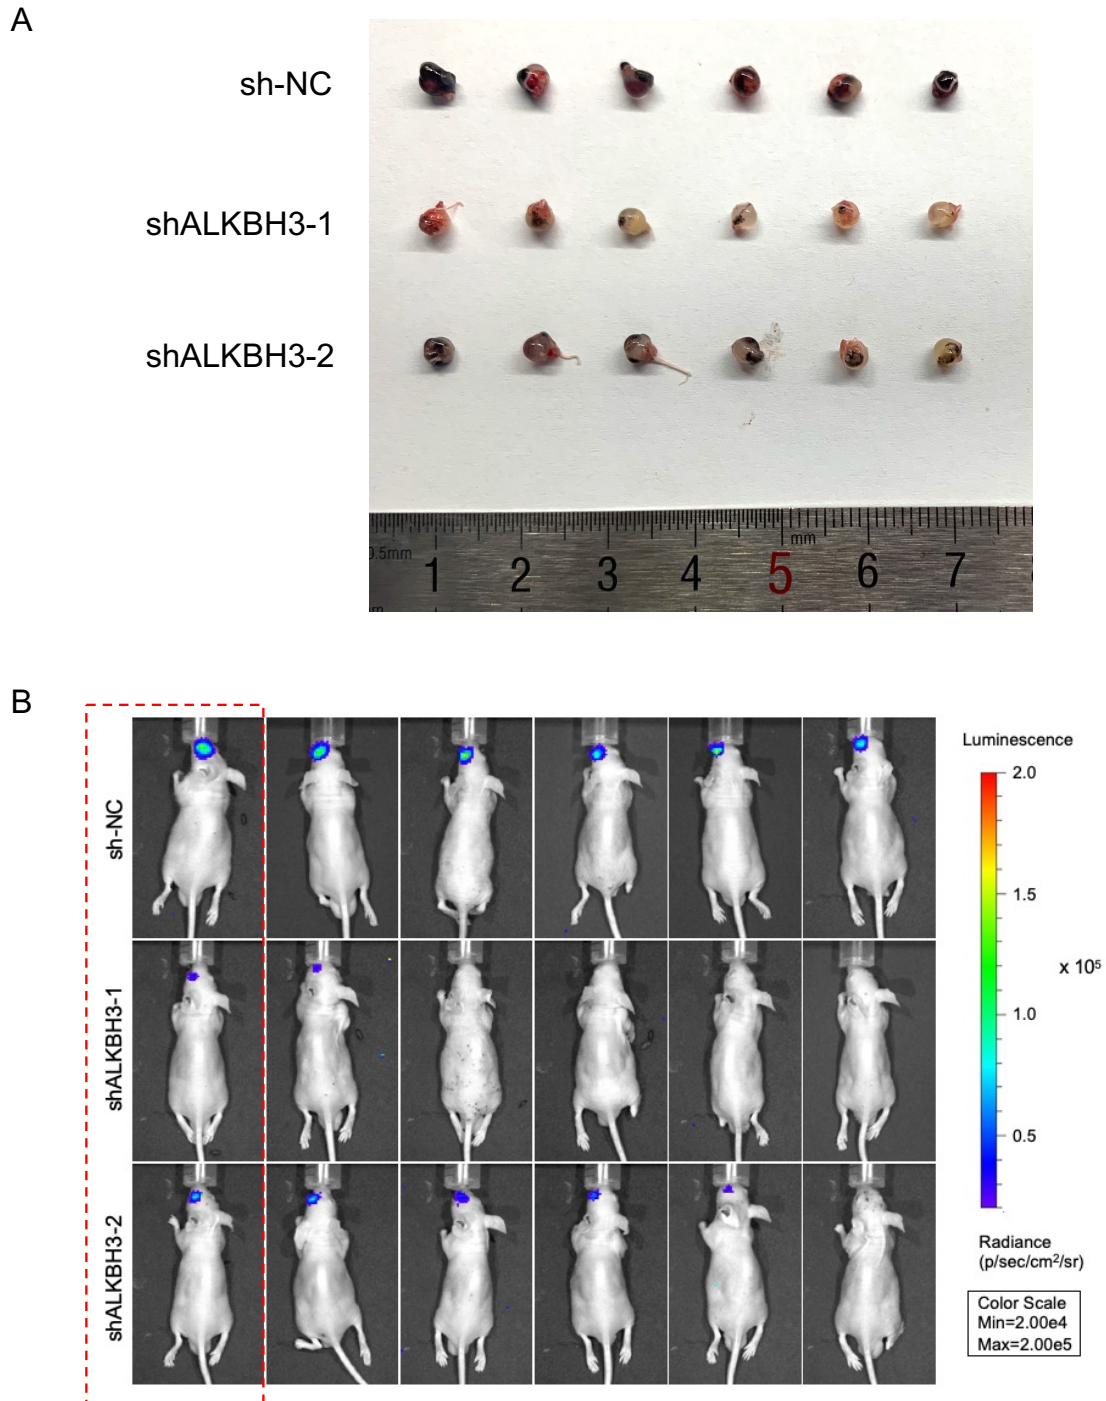 A
sh-NC
shALKBH3-1
shALKBH3-2
mm
0.5mm
1 2 3 4 5 6 7
B
sh-NC
shALKBH3-1
shALKBH3-2
Luminescence
2.0
1.5
1.0
0.5
x 10⁵
Radiance
(p/sec/cm²/sr)
Color Scale
Min=2.00e4
Max=2.00e5